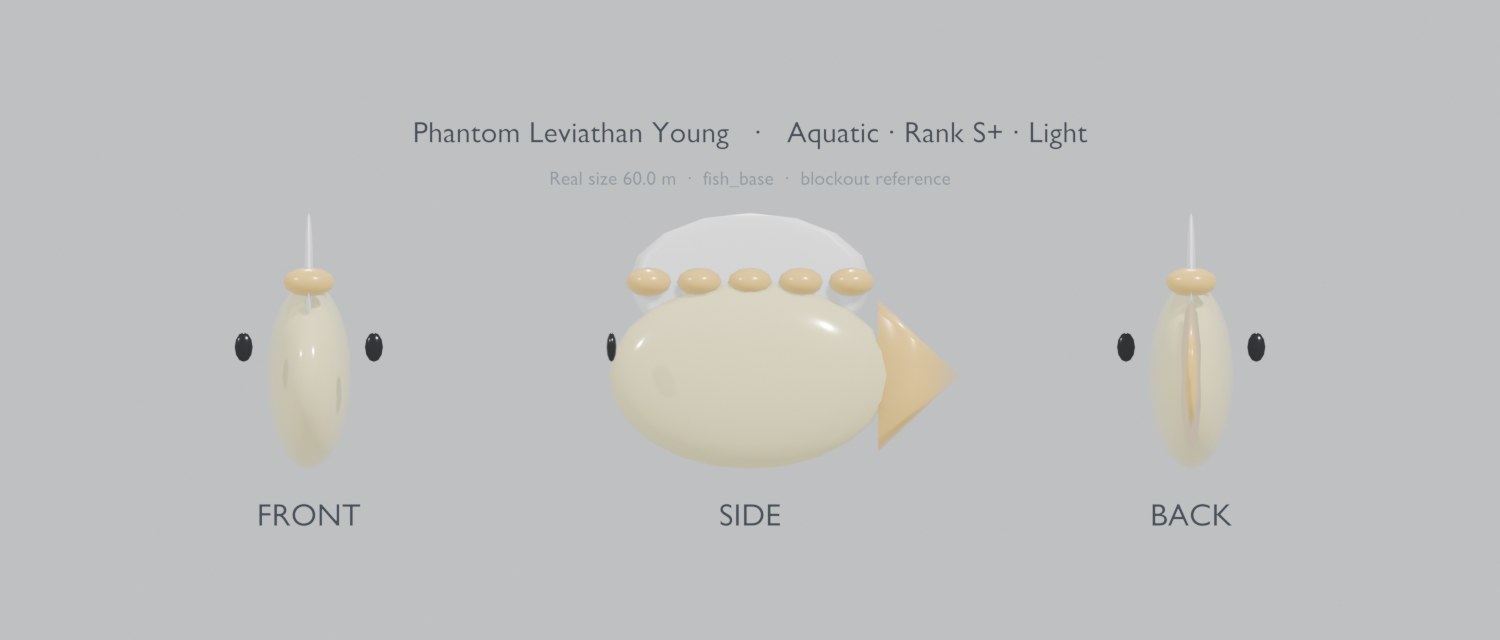 Phantom Leviathan Young · Aquatic · Rank S+ · Light
Real size 60.0 m · fish_base · blockout reference
FRONT
SIDE
BACK